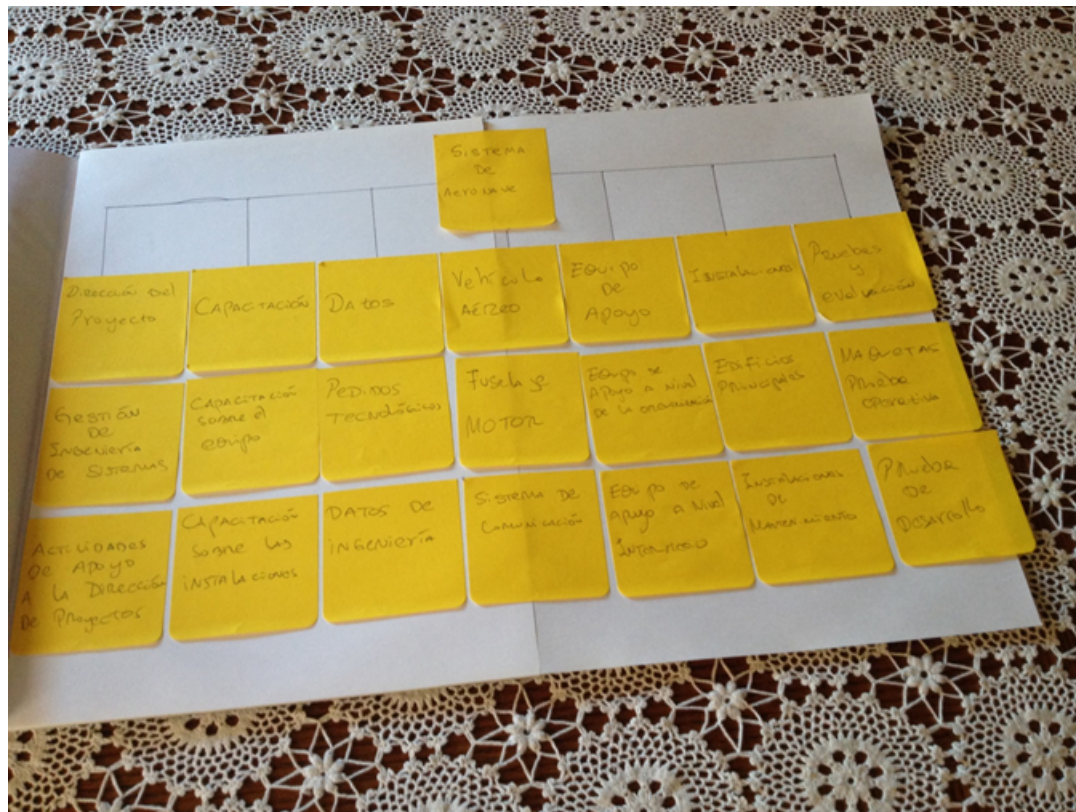 Sistema
De
Aeronave
Dirección del
Proyecto
Capacitación
Datos
Vehículo
Aéreo
Equipo
De
Apoyo
Instalaciones
Pruebas
y
evaluación
Gestión
De
Ingeniería
De Sistemas
Capacitación
sobre el
equipo
Pedidos
Tecnológicos
Fuselaje
Motor
Equipo de
Apoyo a nivel
de la organización
Edificios
Principales
Maquetas
Prueba
operativa
Actividades
De Apoyo
A la Dirección
De Proyectos
Capacitación
sobre las
instalaciones
Datos de
ingeniería
Sistema de
comunicación
Equipo de
Apoyo a Nivel
Intermedio
Instalaciones
De
Mantenimiento
Prueba
De
Desarrollo